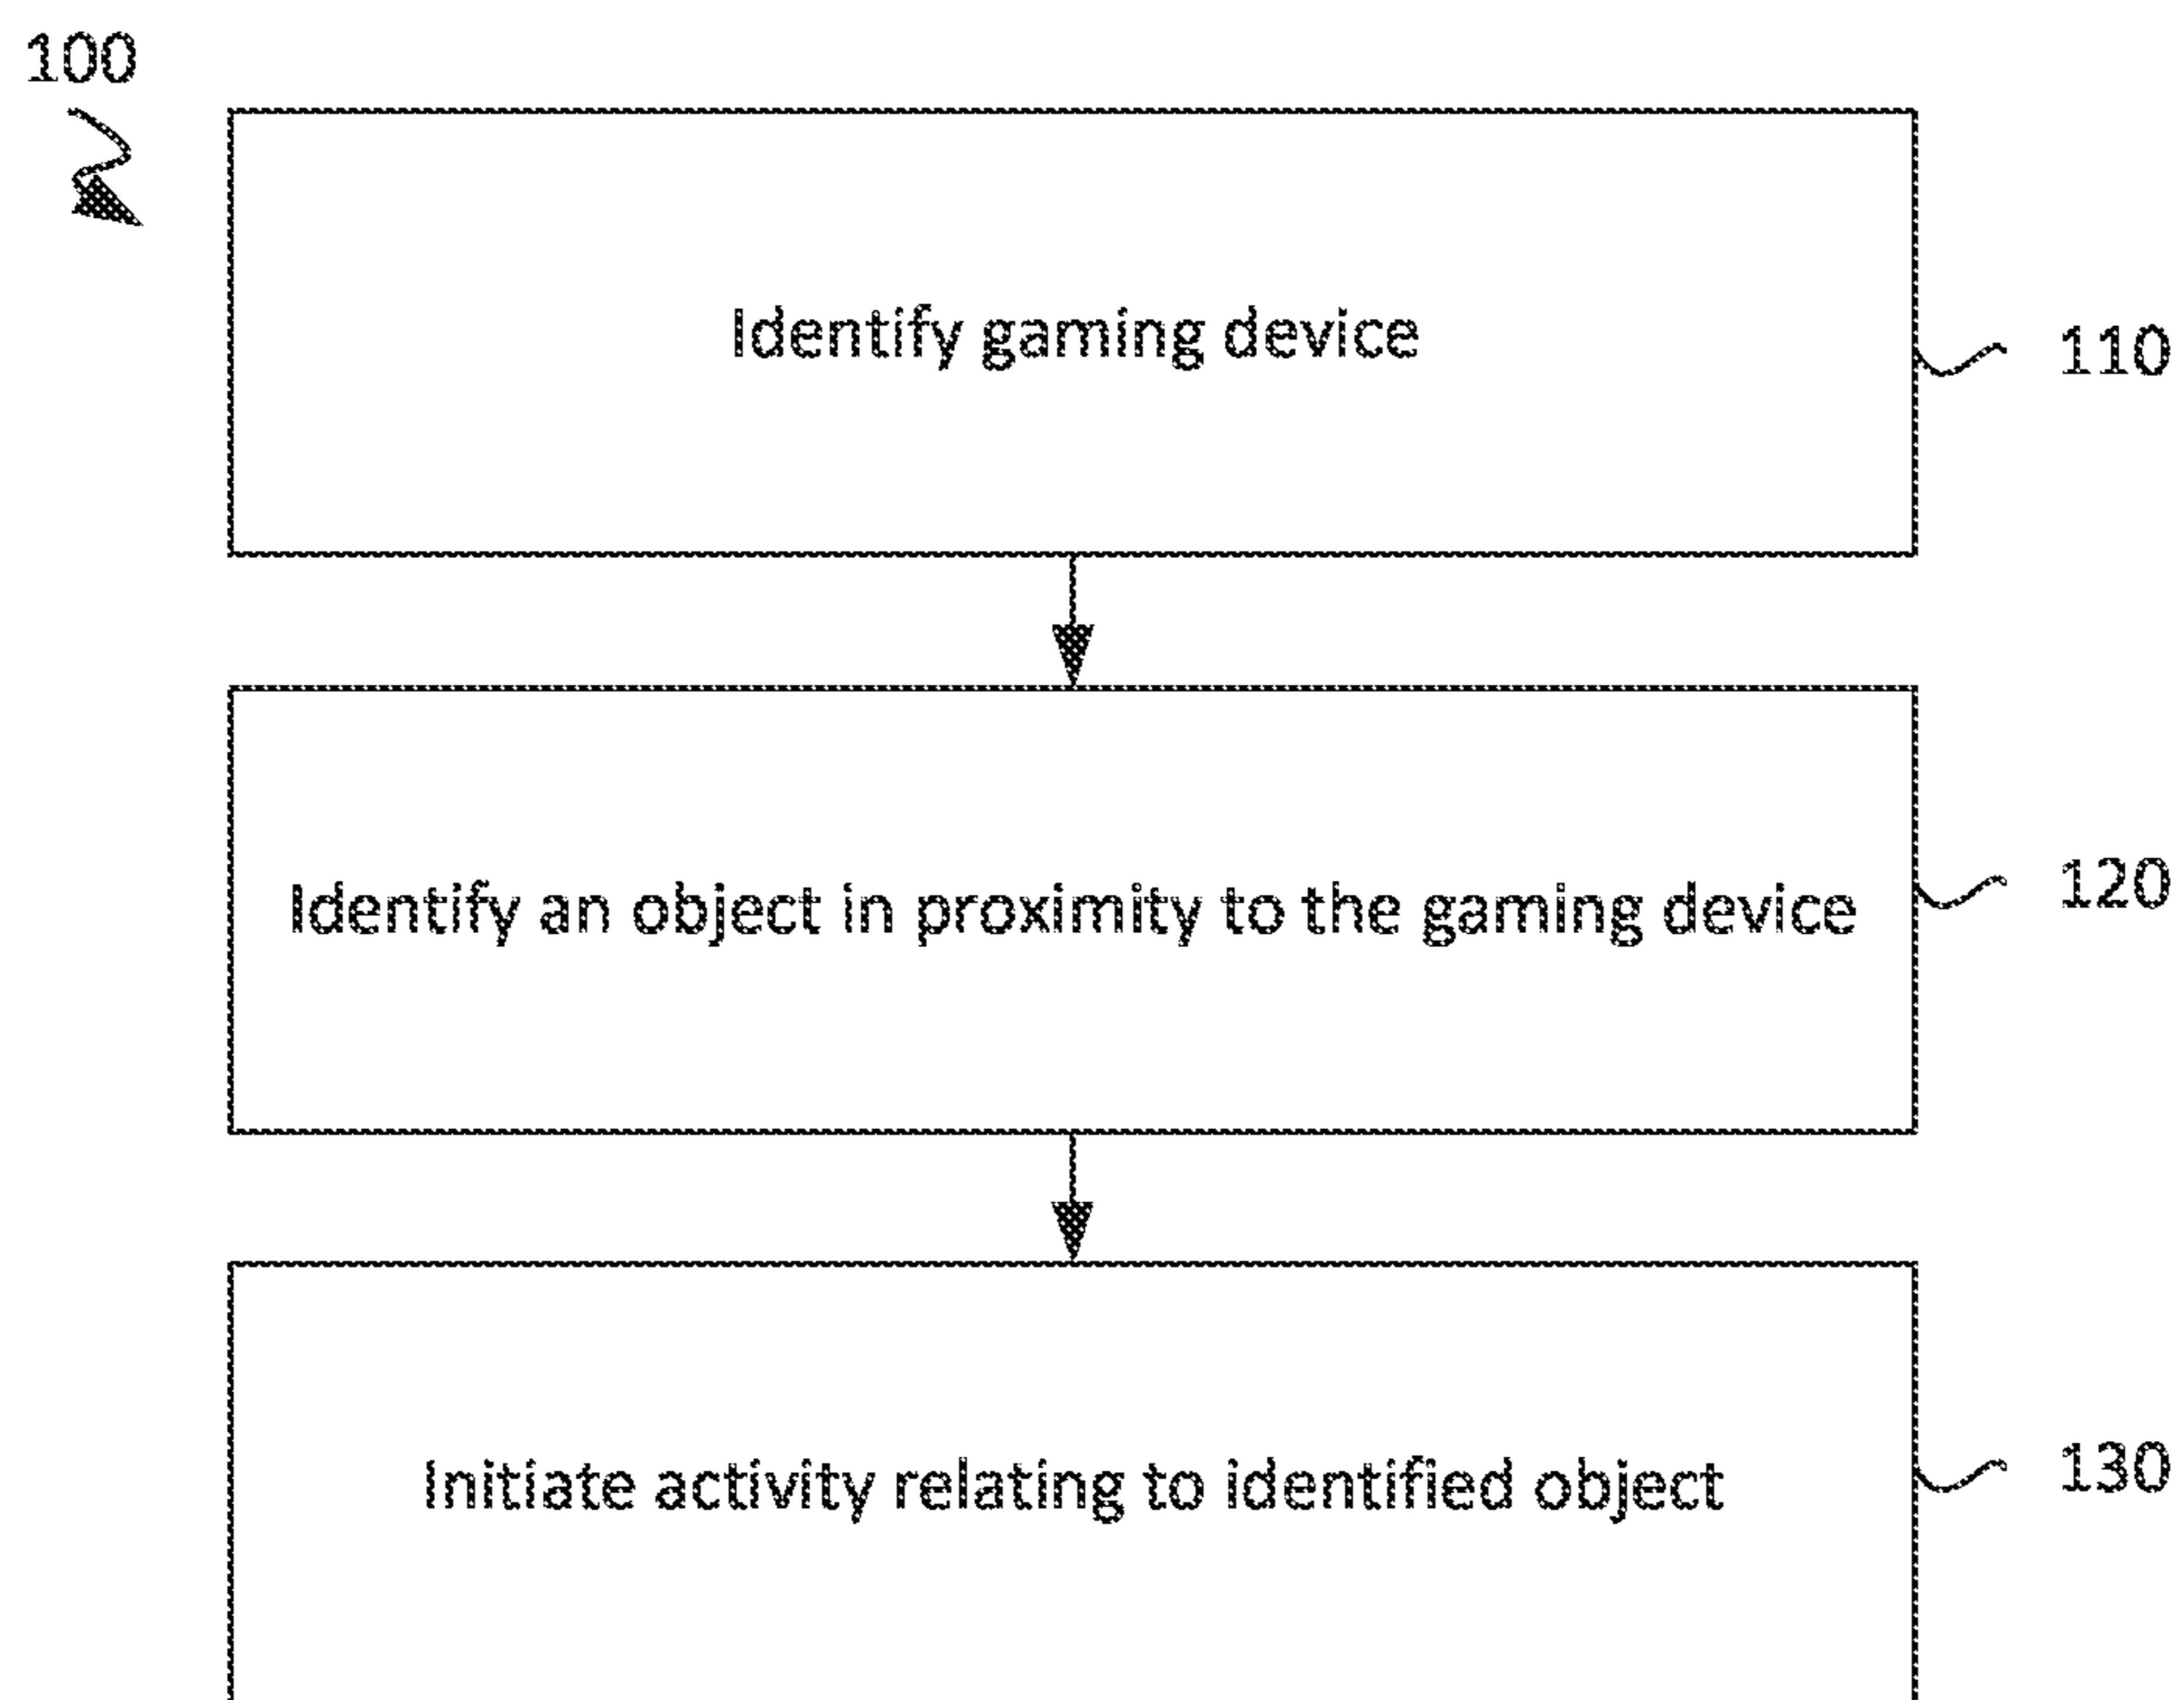 100
Identify gaming device
110
Identify an object in proximity to the gaming device
120
Initiate activity relating to identified object
130